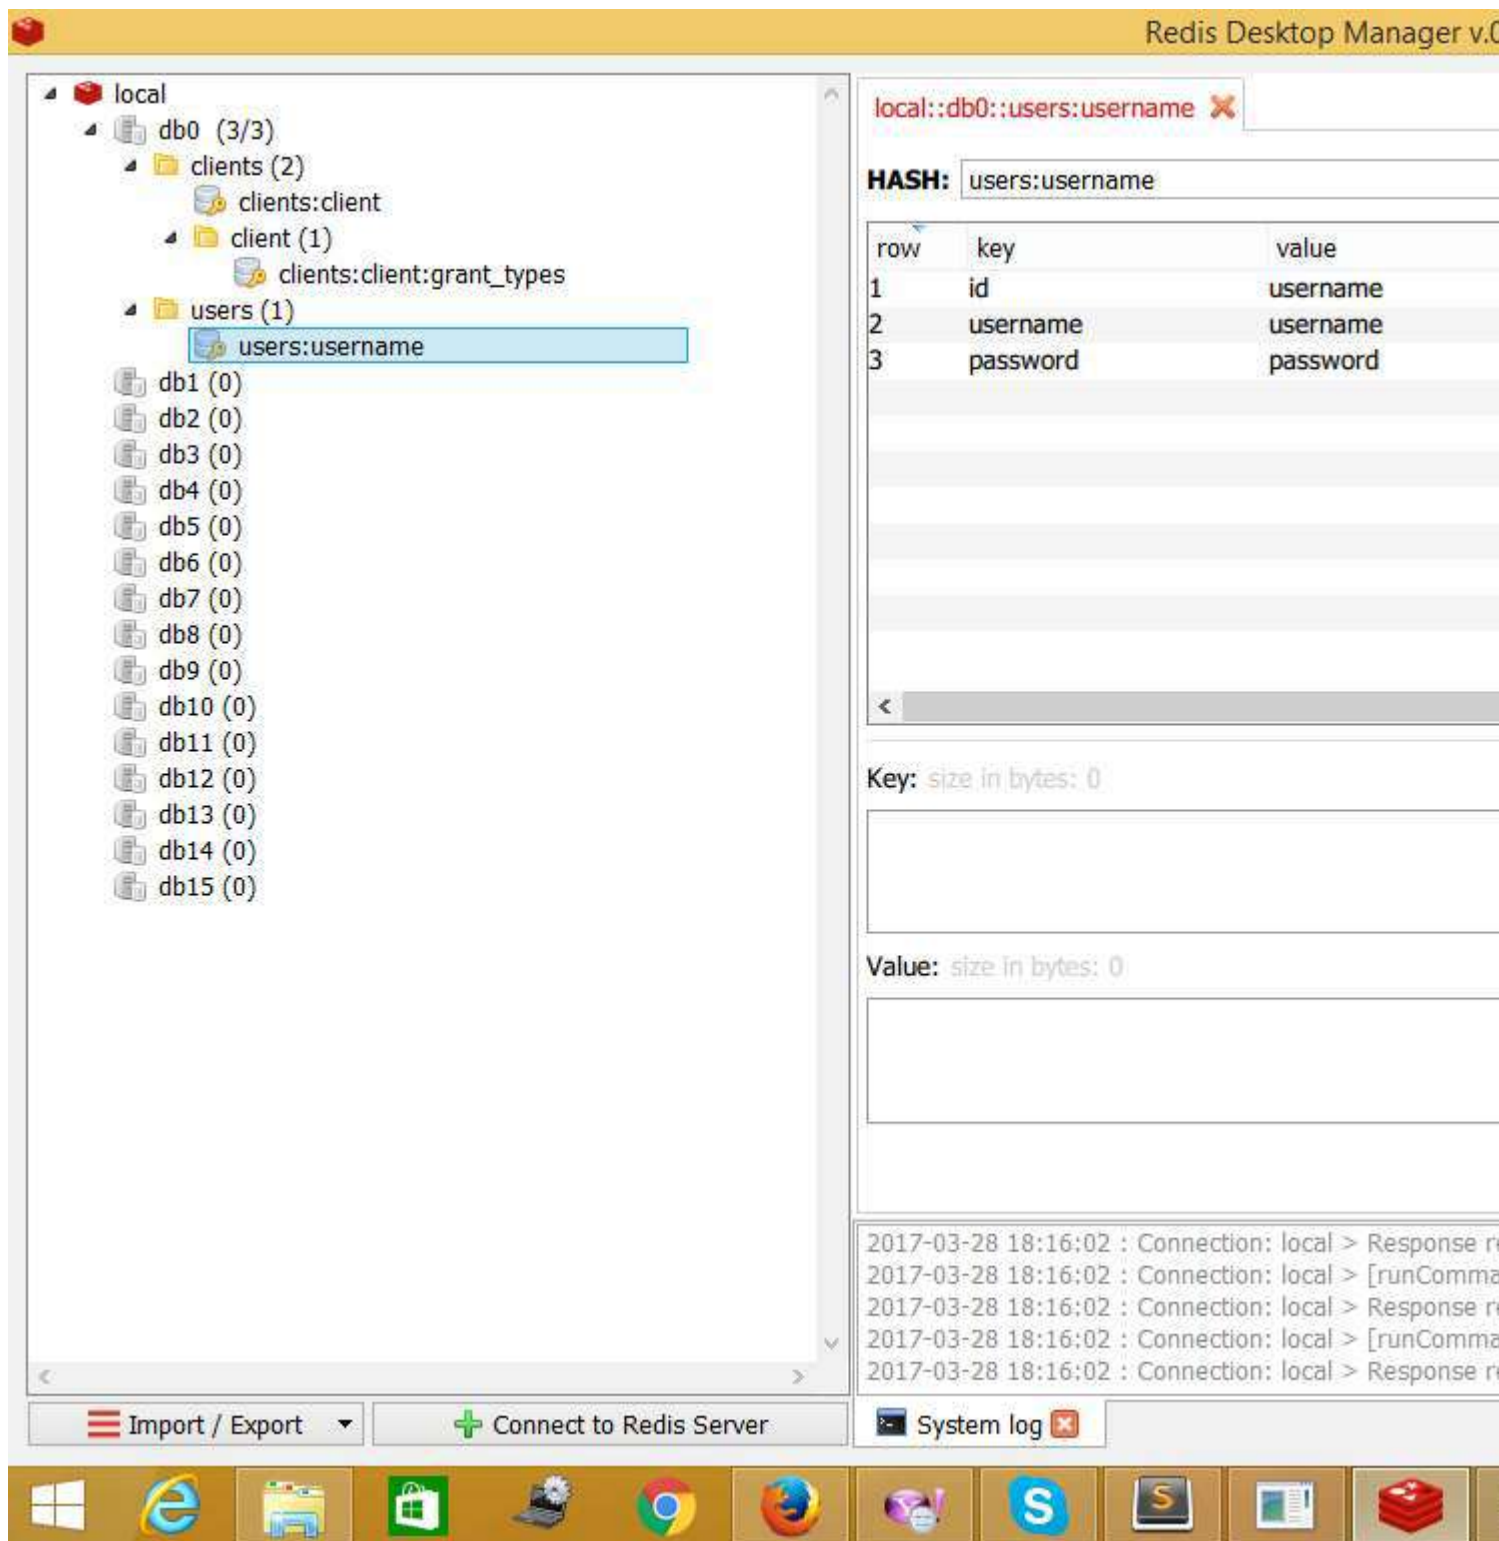 Redis Desktop Manager v.0
local
db0 (3/3)
clients (2)
clients:client
client (1)
clients:client:grant_types
users (1)
users:username
db1 (0)
db2 (0)
db3 (0)
db4 (0)
db5 (0)
db6 (0)
db7 (0)
db8 (0)
db9 (0)
db10 (0)
db11 (0)
db12 (0)
db13 (0)
db14 (0)
db15 (0)
Import / Export
Connect to Redis Server
local::db0::users:username
HASH: users:username
row key value
1 id username
2 username username
3 password password
Key: size in bytes: 0
Value: size in bytes: 0
2017-03-28 18:16:02 : Connection: local > Response re
2017-03-28 18:16:02 : Connection: local > [runComma
2017-03-28 18:16:02 : Connection: local > Response re
2017-03-28 18:16:02 : Connection: local > [runComma
2017-03-28 18:16:02 : Connection: local > Response re
System log